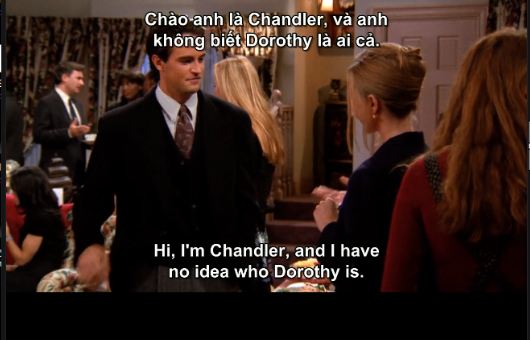 Chào anh là Chandler, và anh
không biết Dorothy là ai cả.
Hi, I'm Chandler, and I have
no idea who Dorothy is.